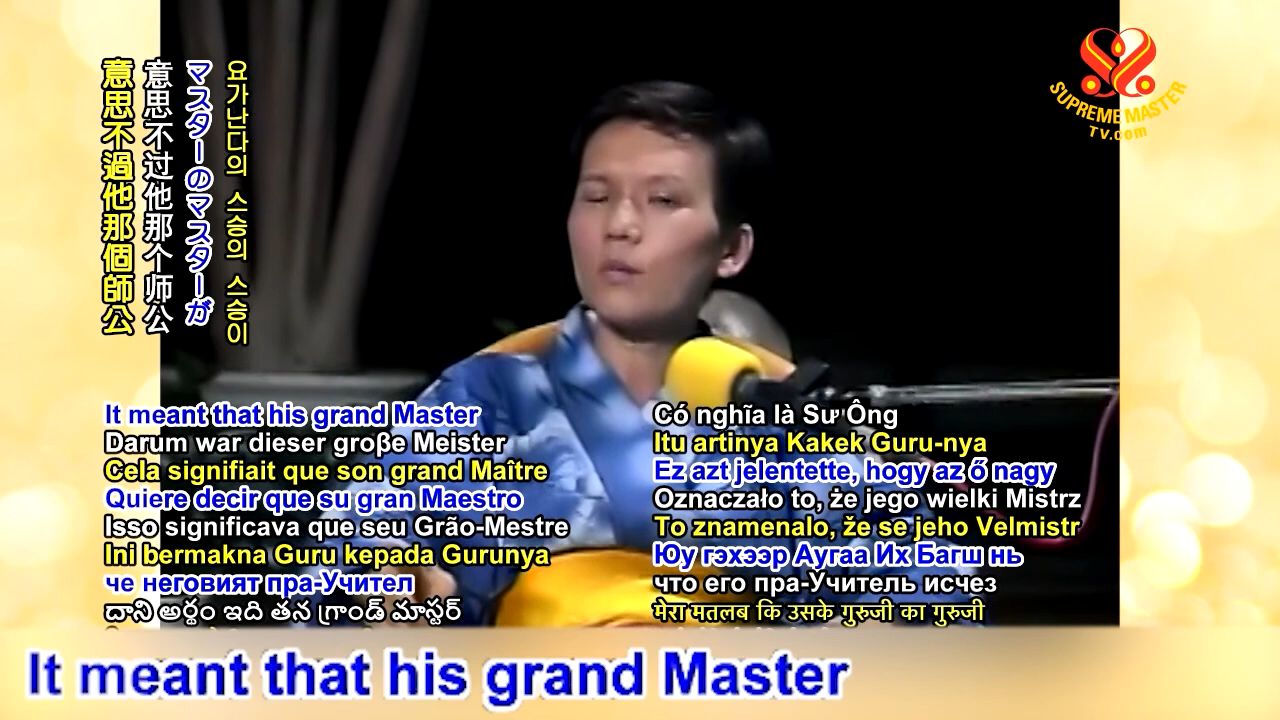 意思不過他那個師公
意思不过他那个师公
マスターのマスターが
요가난다의 스승의 스승이
SUPREME MASTER
TV.com
It meant that his grand Master
Darum war dieser groβe Meister
Cela signifiait que son grand Maître
Quiere decir que su gran Maestro
Isso significava que seu Grão-Mestre
Ini bermakna Guru kepada Gurunya
че неговият пра-Учител
దాని అర్థం ఇది తన గ్రాండ్ మాస్టర్
Có nghĩa là Sư Ông
Itu artinya Kakek Guru-nya
Ez azt jelentette, hogy az ő nagy
Oznaczało to, że jego wielki Mistrz
To znamenalo, že se jeho Velmistr
Юу гэхээр Аугаа Их Багш нь
что его пра-Учитель исчез
मेरा मतलब कि उसके गुरुजी का गुरुजी
It meant that his grand Master